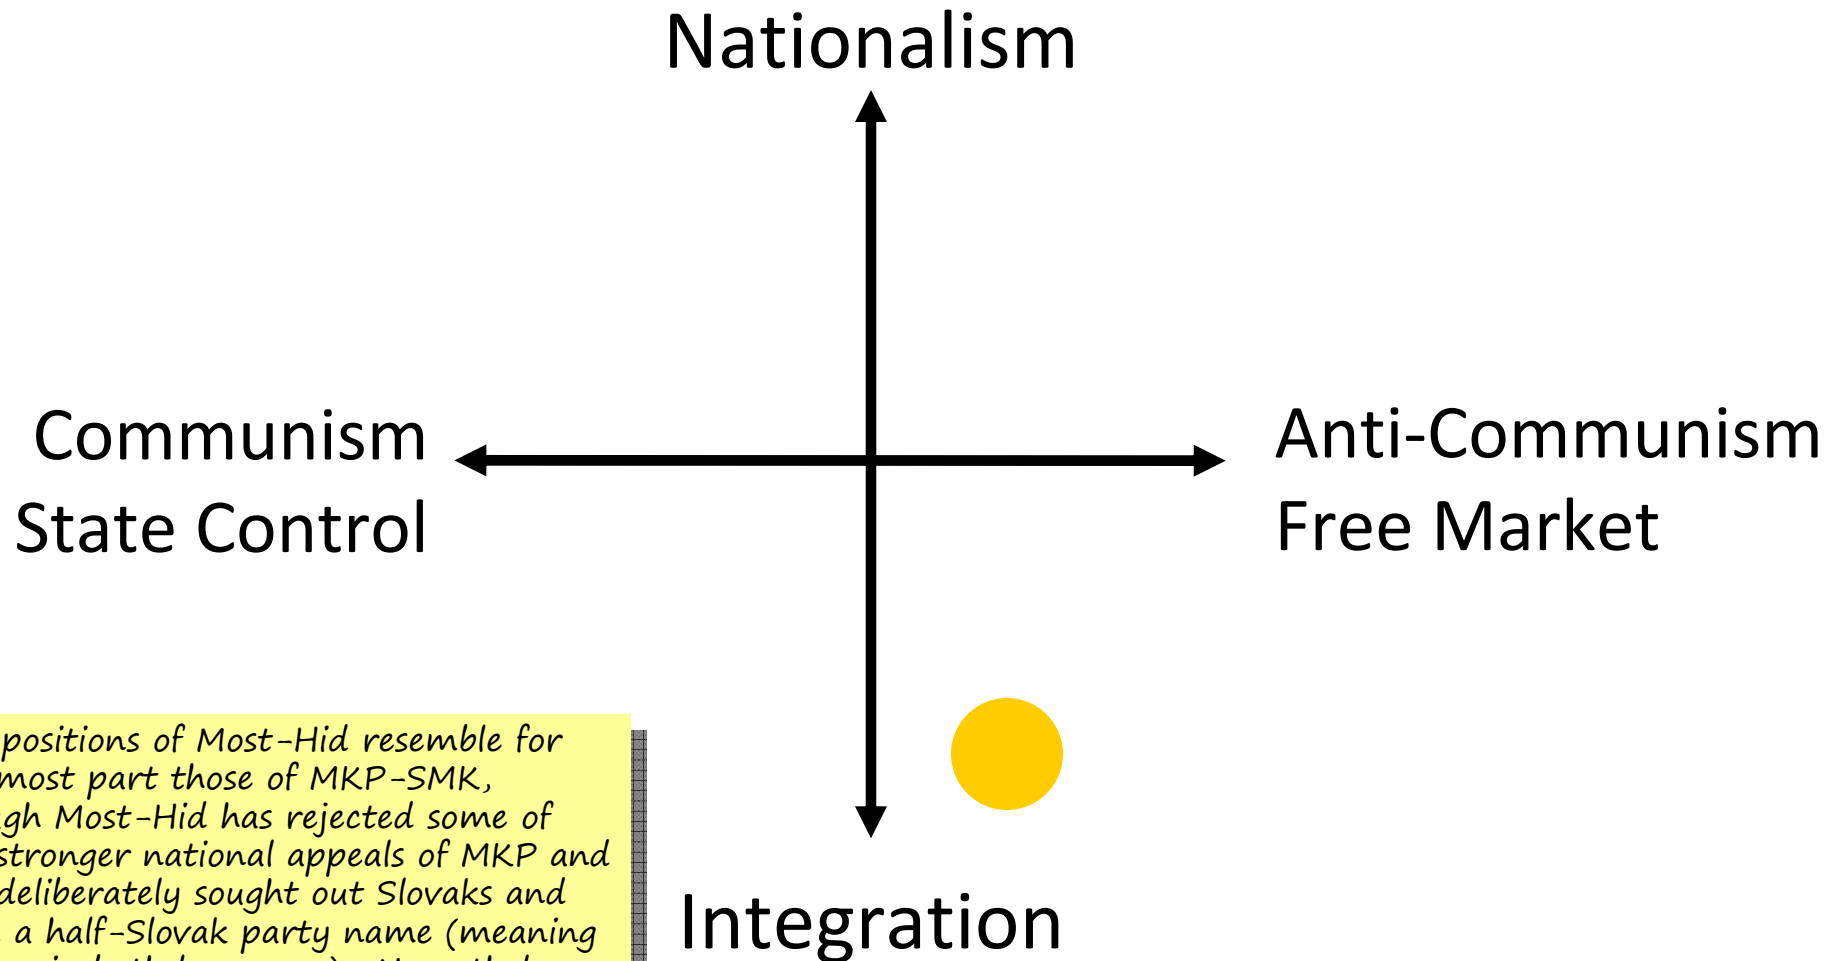 Nationalism
Communism
State Control
Anti-Communism
Free Market
positions of Most-Hid resemble for
most part those of MKP-SMK,
Most-Hid has rejected some of
stronger national appeals of MKP and
deliberately sought out Slovaks and
a half-Slovak party name (meaning
Integration